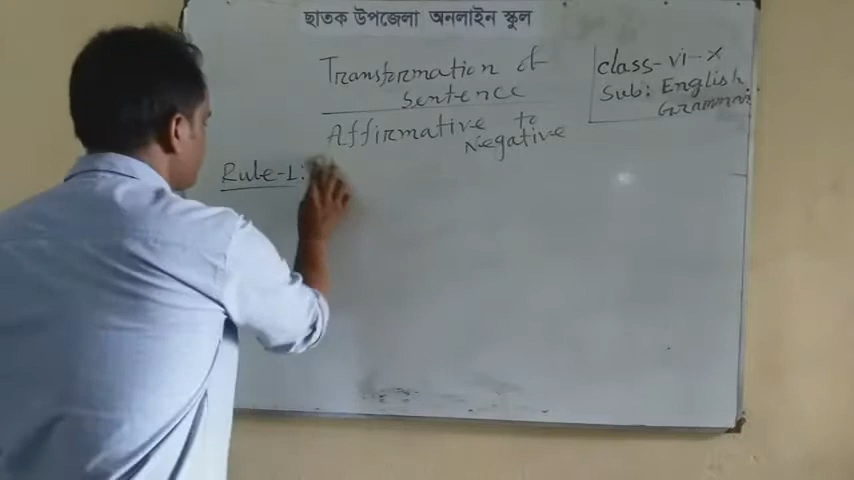 ছাতক উপজেলা অনলাইন স্কুল
Transformation of
Sentence
Affirmative to
Negative
class-vi-X
Sub: English
Grammar
Rule-1: